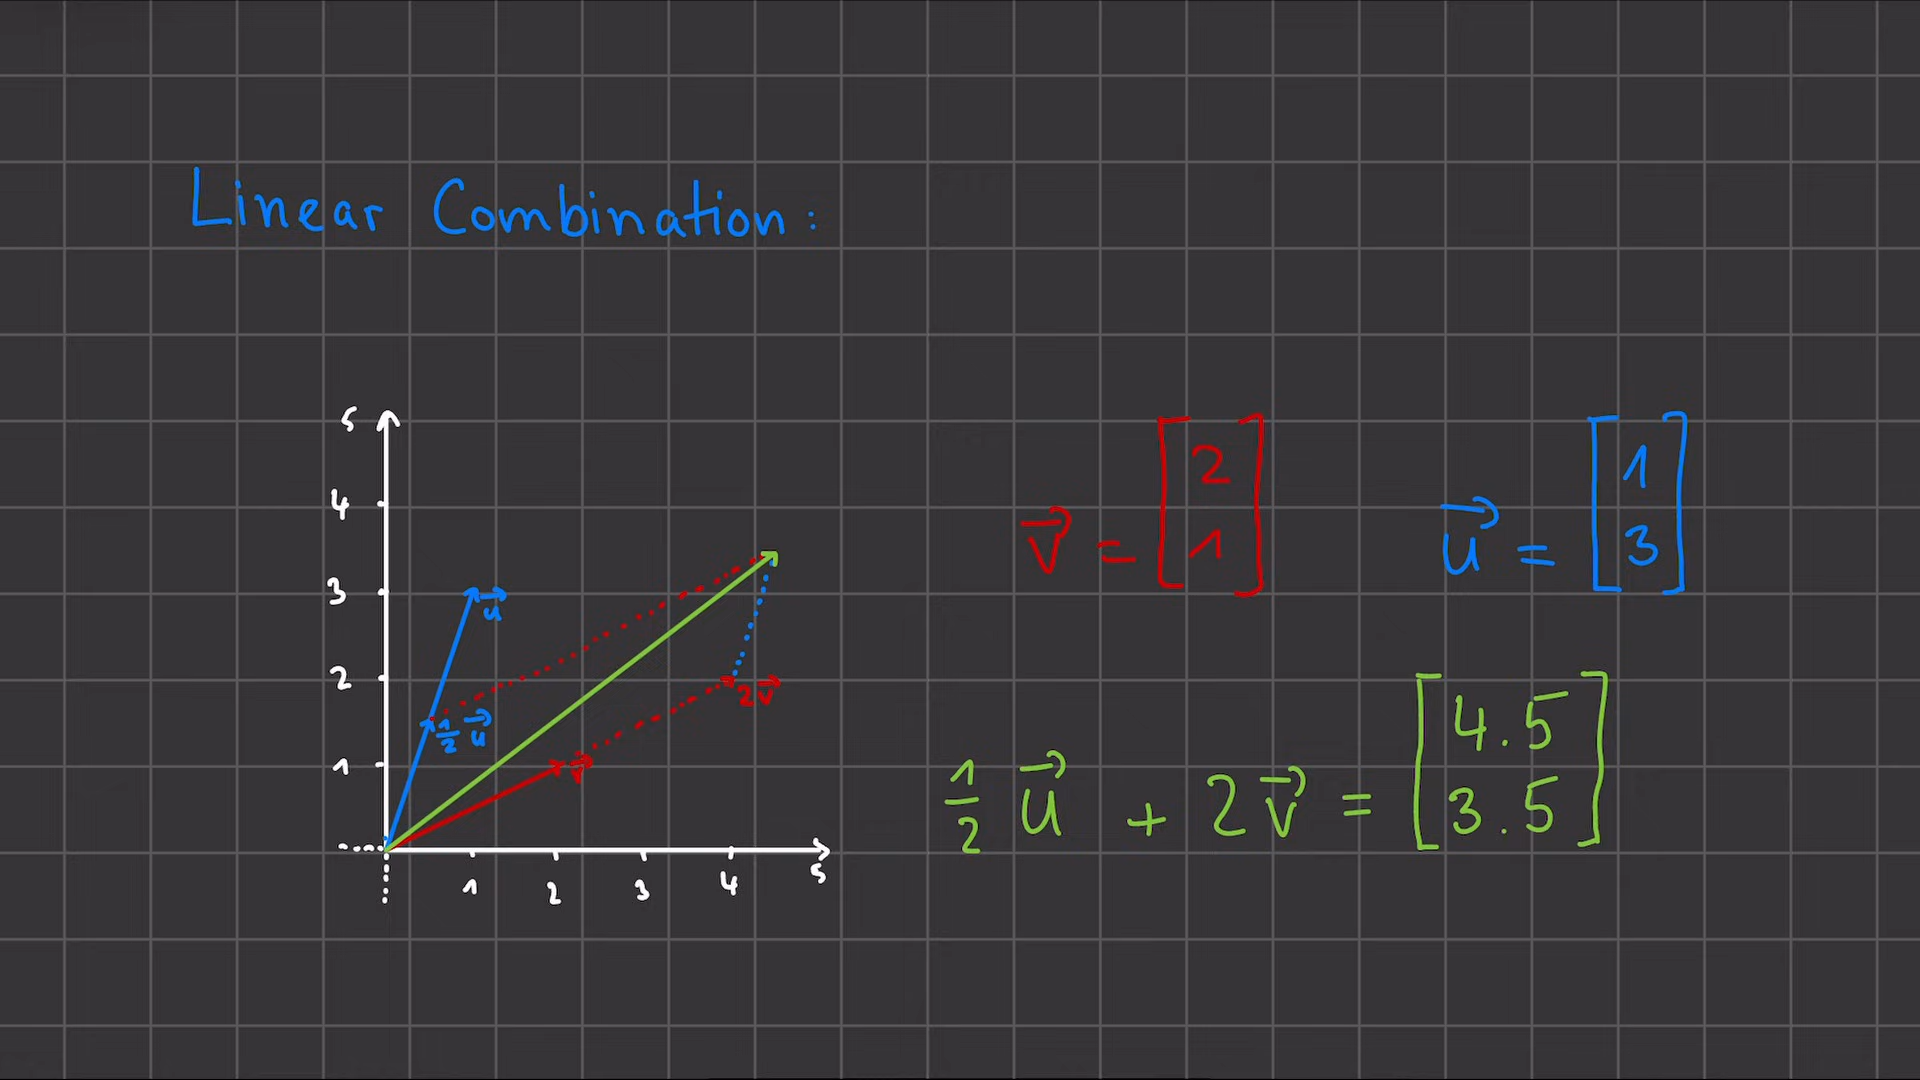 Linear Combination:
5
4
3
2
1
1 2 3 4 5
u⃗
½ u⃗
v⃗
2v⃗
v⃗ = [2 1]
u⃗ = [1 3]
½ u⃗ + 2v⃗ = [4.5 3.5]